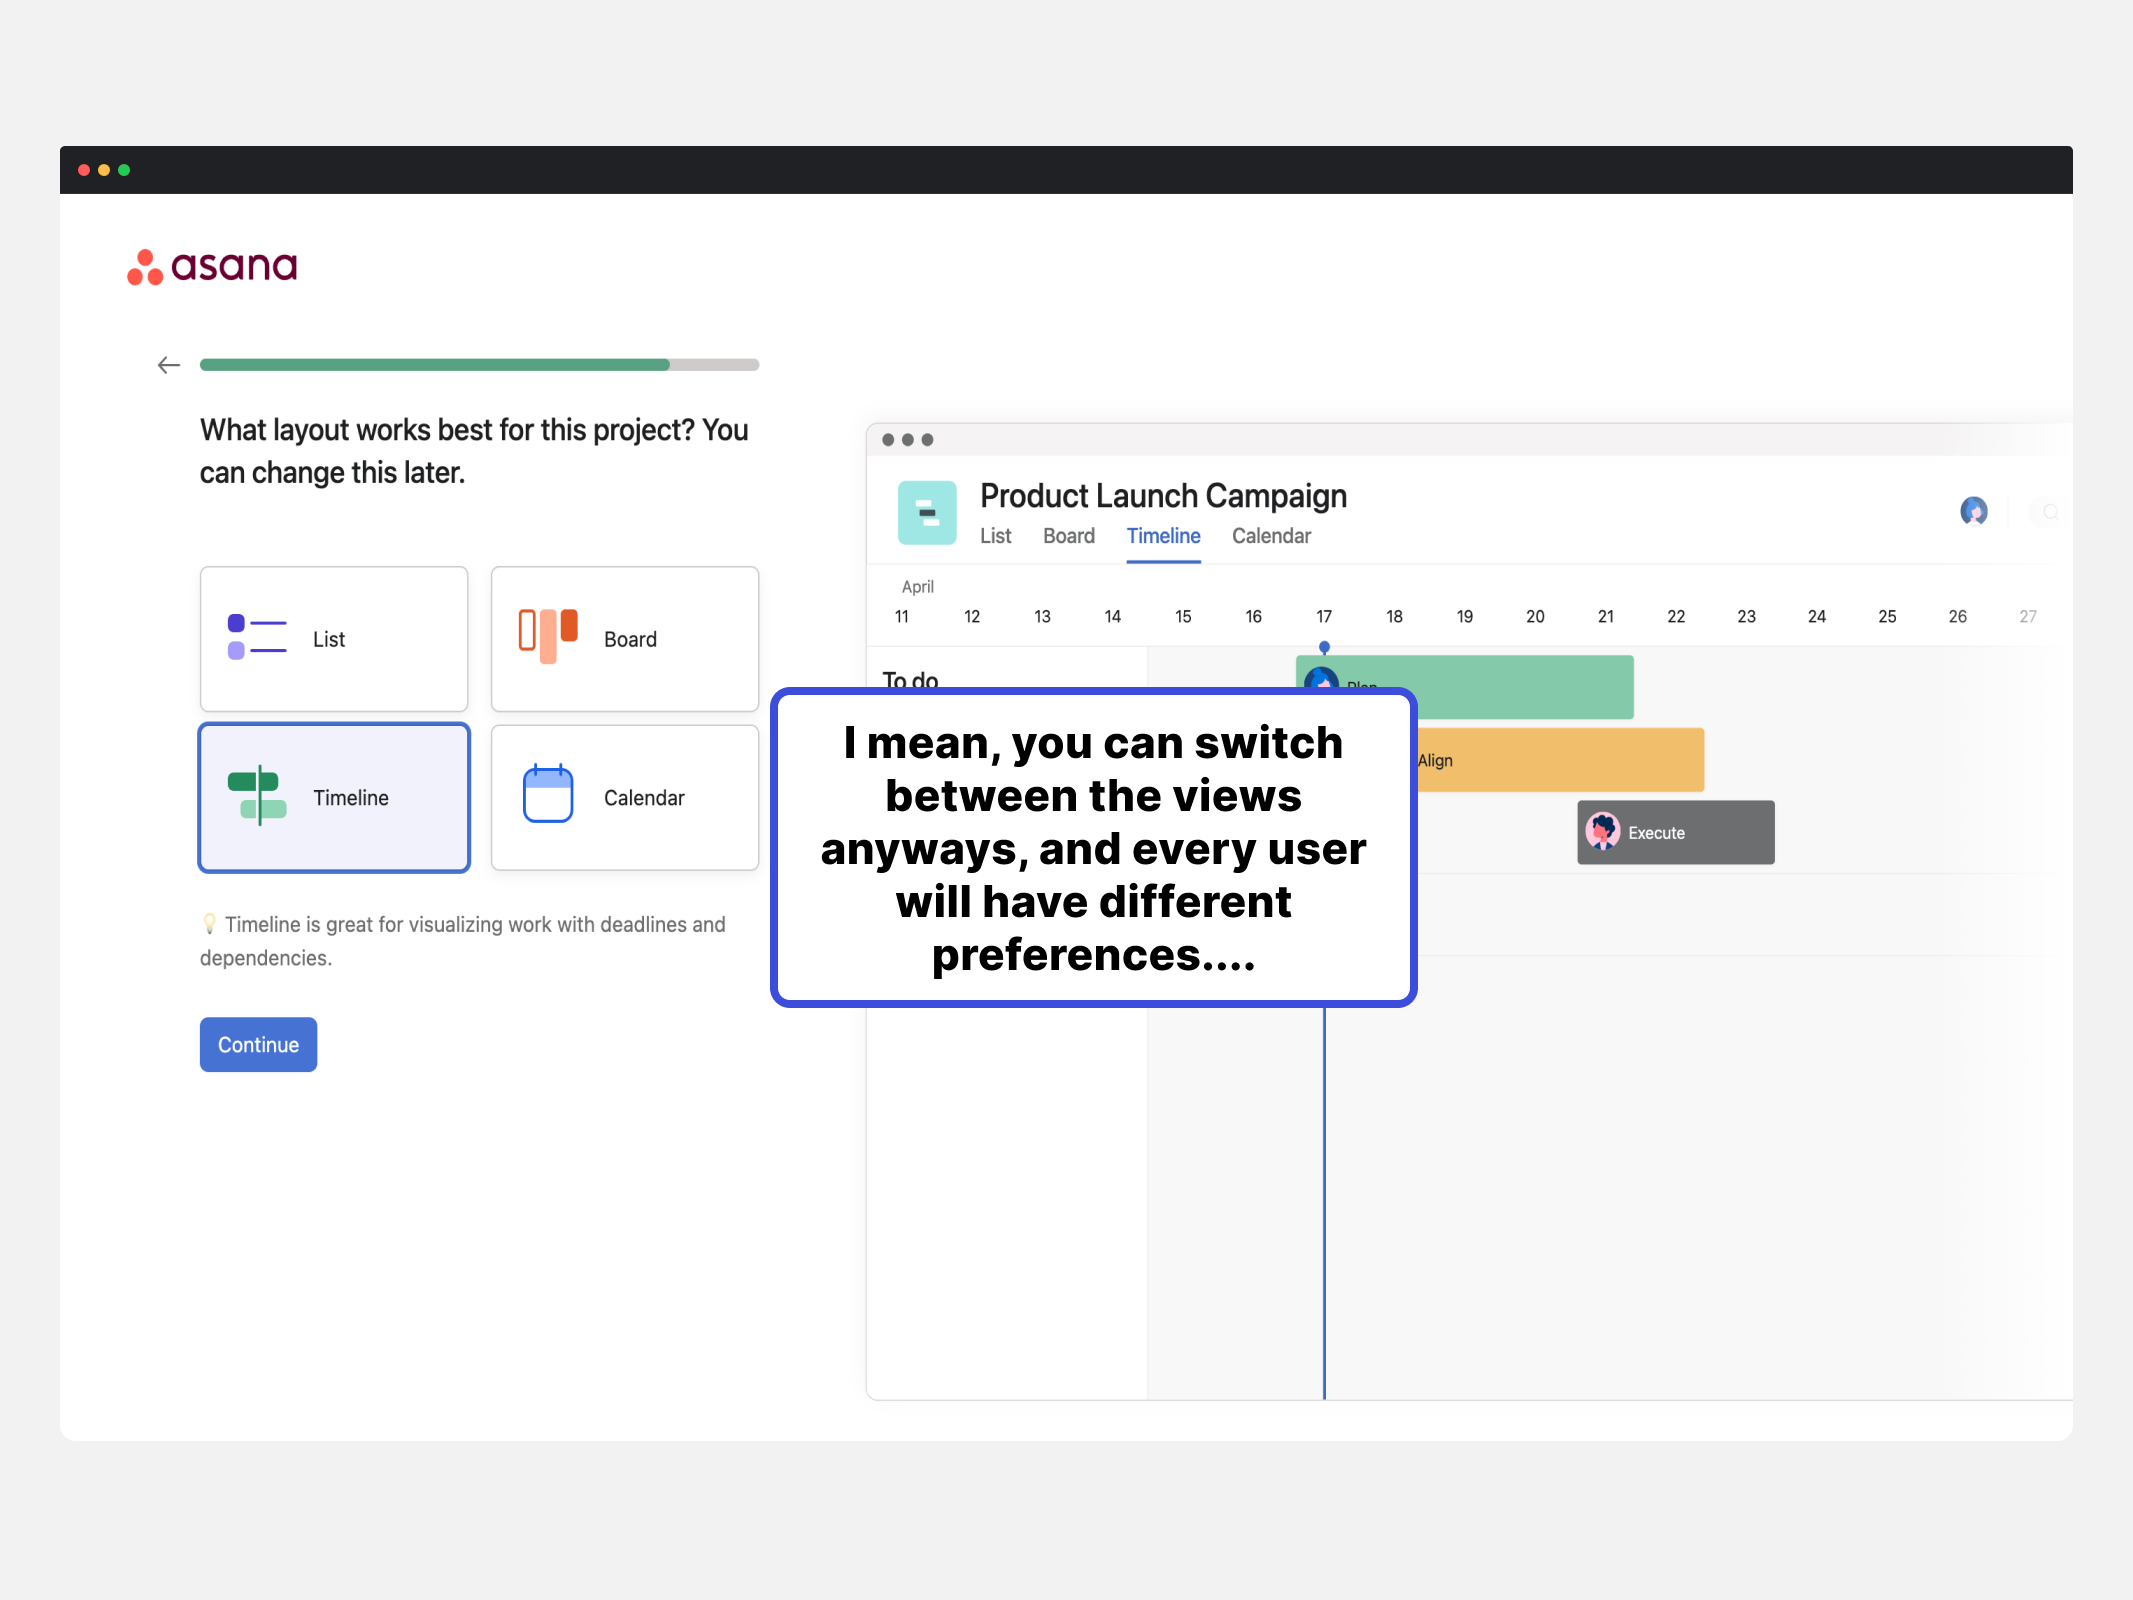 asana
What layout works best for this project? You
can change this later.
List
Board
Timeline
Calendar
💡 Timeline is great for visualizing work with deadlines and
dependencies.
Continue
Product Launch Campaign
List Board Timeline Calendar
April
11 12 13 14 15 16 17 18 19 20 21 22 23 24 25 26 27
To do
Plan
Align
Execute
I mean, you can switch
between the views
anyways, and every user
will have different
preferences....